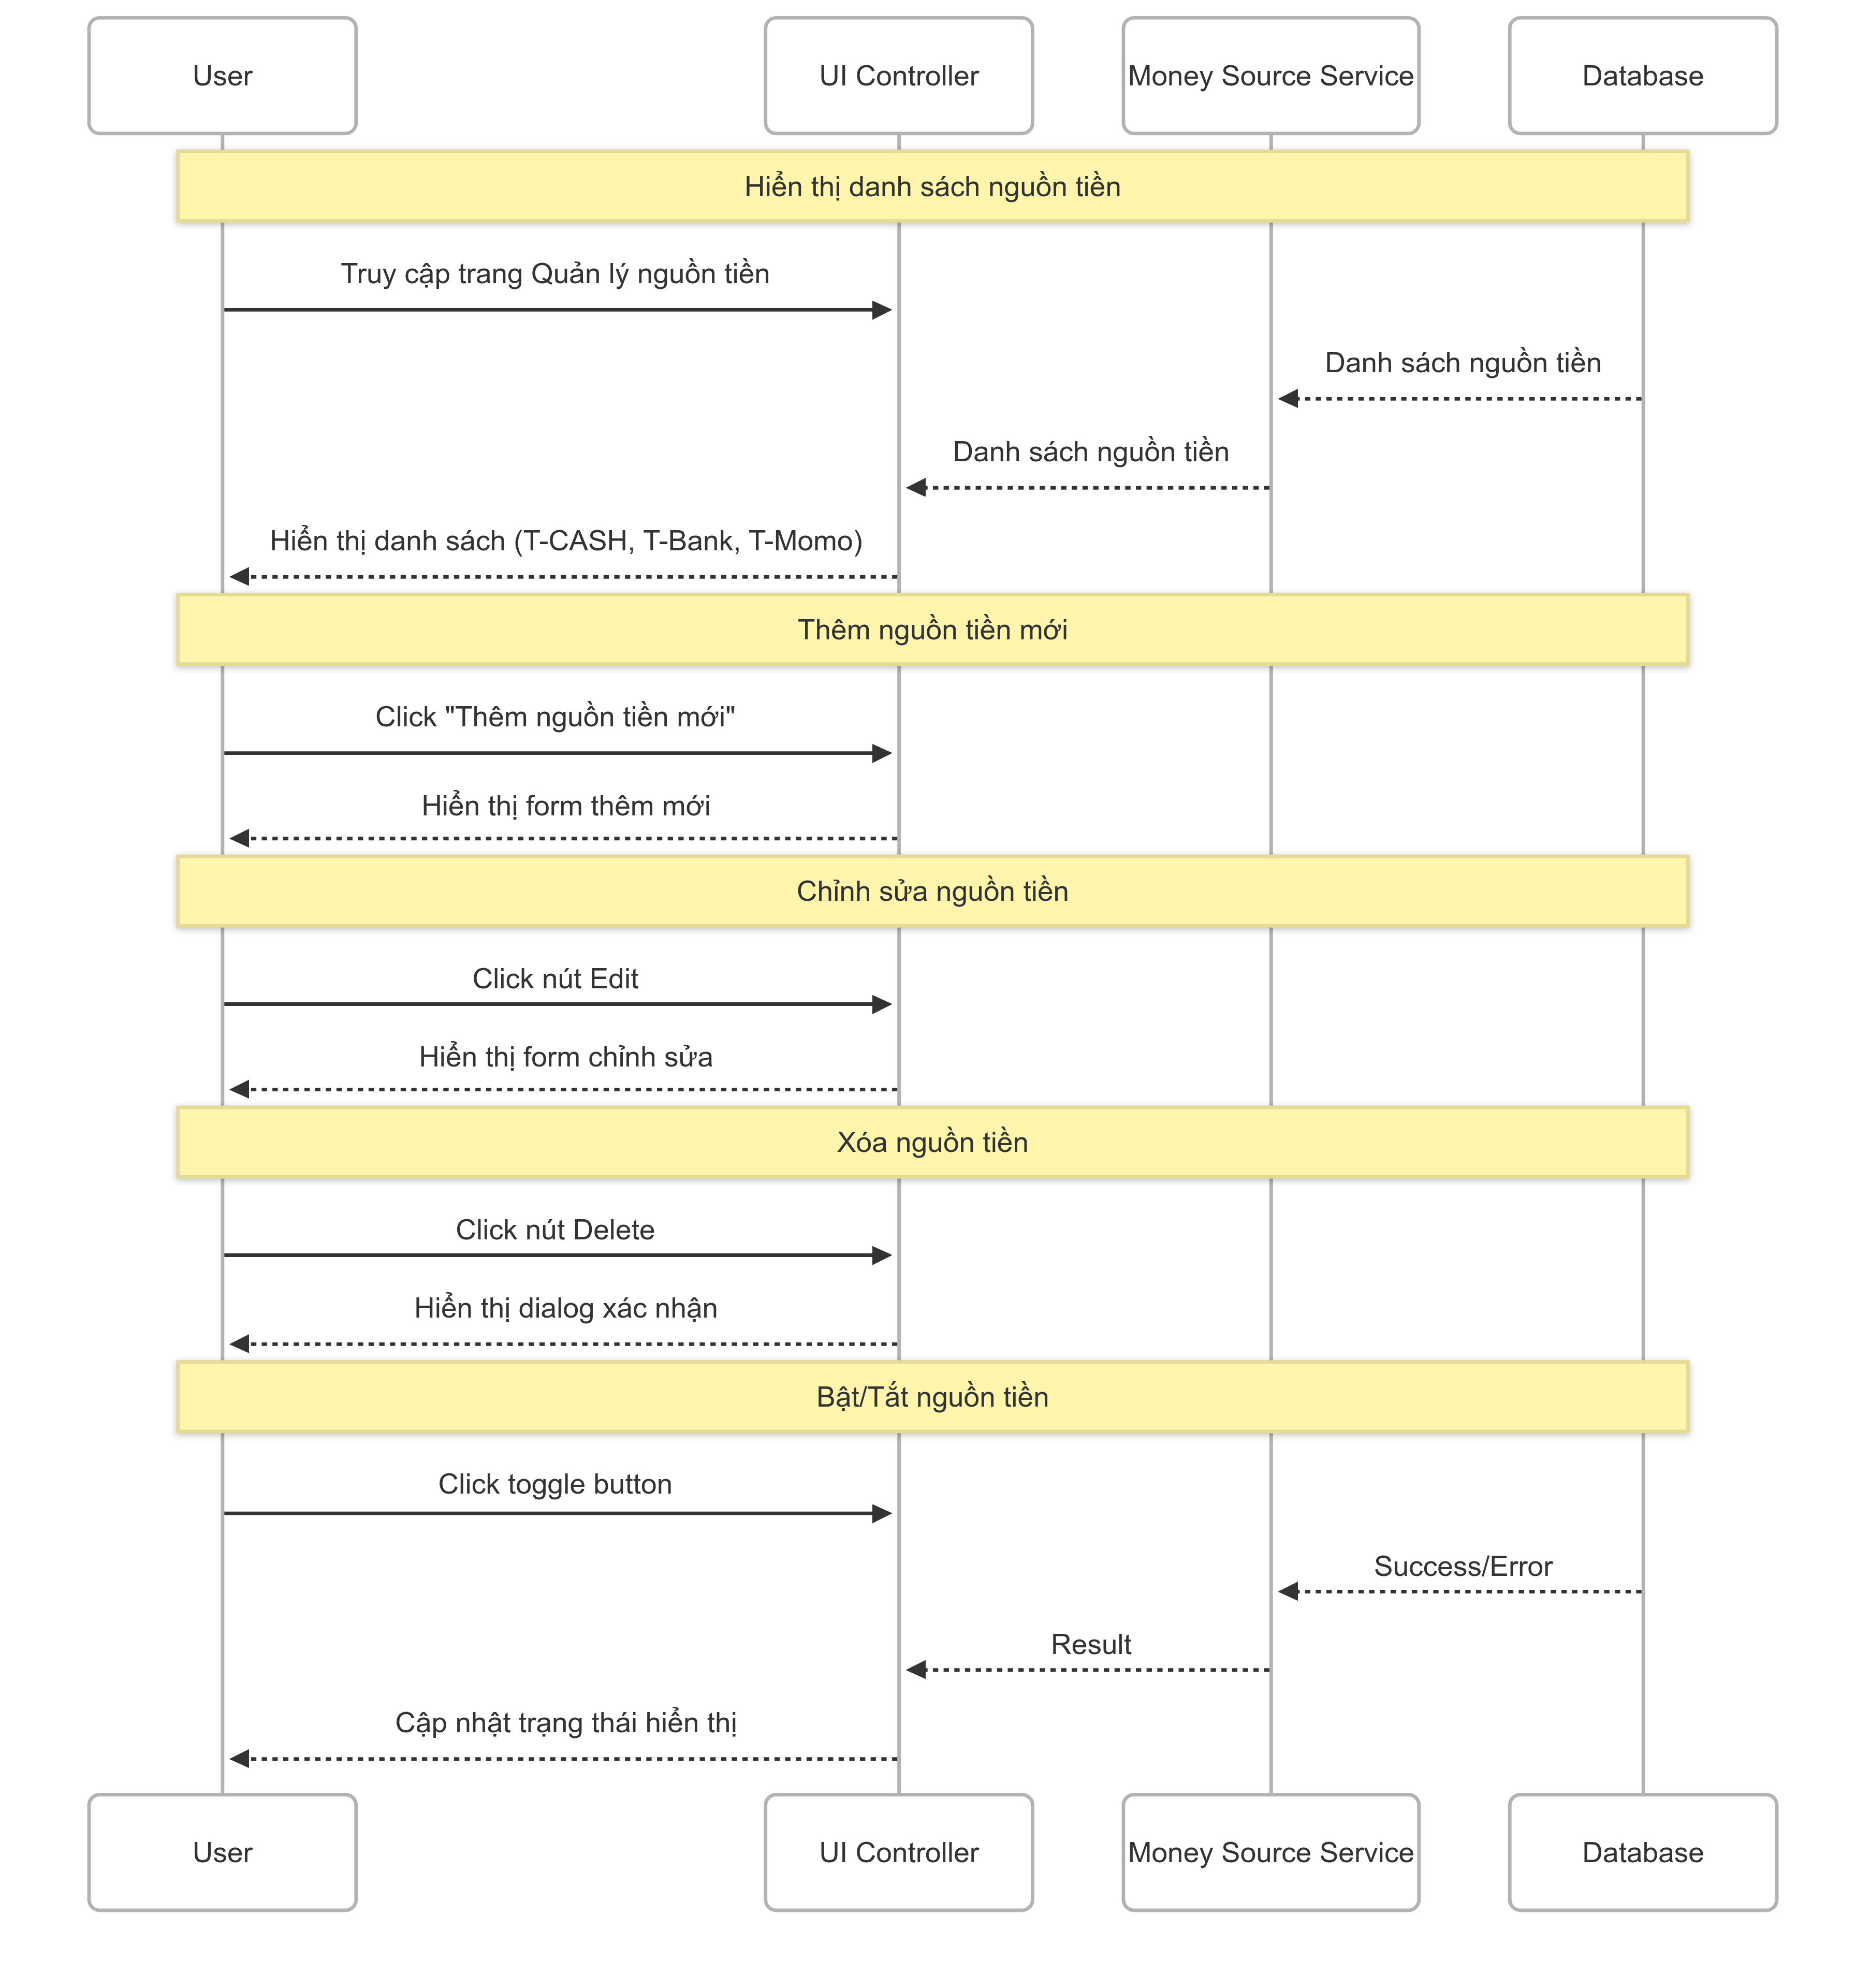 User
UI Controller
Money Source Service
Database
Hiển thị danh sách nguồn tiền
Truy cập trang Quản lý nguồn tiền
Danh sách nguồn tiền
Danh sách nguồn tiền
Hiển thị danh sách (T-CASH, T-Bank, T-Momo)
Thêm nguồn tiền mới
Click "Thêm nguồn tiền mới"
Hiển thị form thêm mới
Chỉnh sửa nguồn tiền
Click nút Edit
Hiển thị form chỉnh sửa
Xóa nguồn tiền
Click nút Delete
Hiển thị dialog xác nhận
Bật/Tắt nguồn tiền
Click toggle button
Success/Error
Result
Cập nhật trạng thái hiển thị
User
UI Controller
Money Source Service
Database